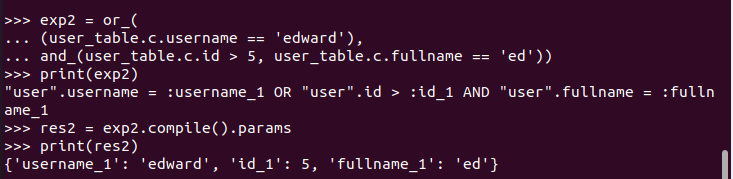 >>> exp2 = or_(
... (user_table.c.username == 'edward'),
... and_(user_table.c.id > 5, user_table.c.fullname == 'ed'))
>>> print(exp2)
"user".username = :username_1 OR "user".id > :id_1 AND "user".fullname = :fulln
ame_1
>>> res2 = exp2.compile().params
>>> print(res2)
{'username_1': 'edward', 'id_1': 5, 'fullname_1': 'ed'}